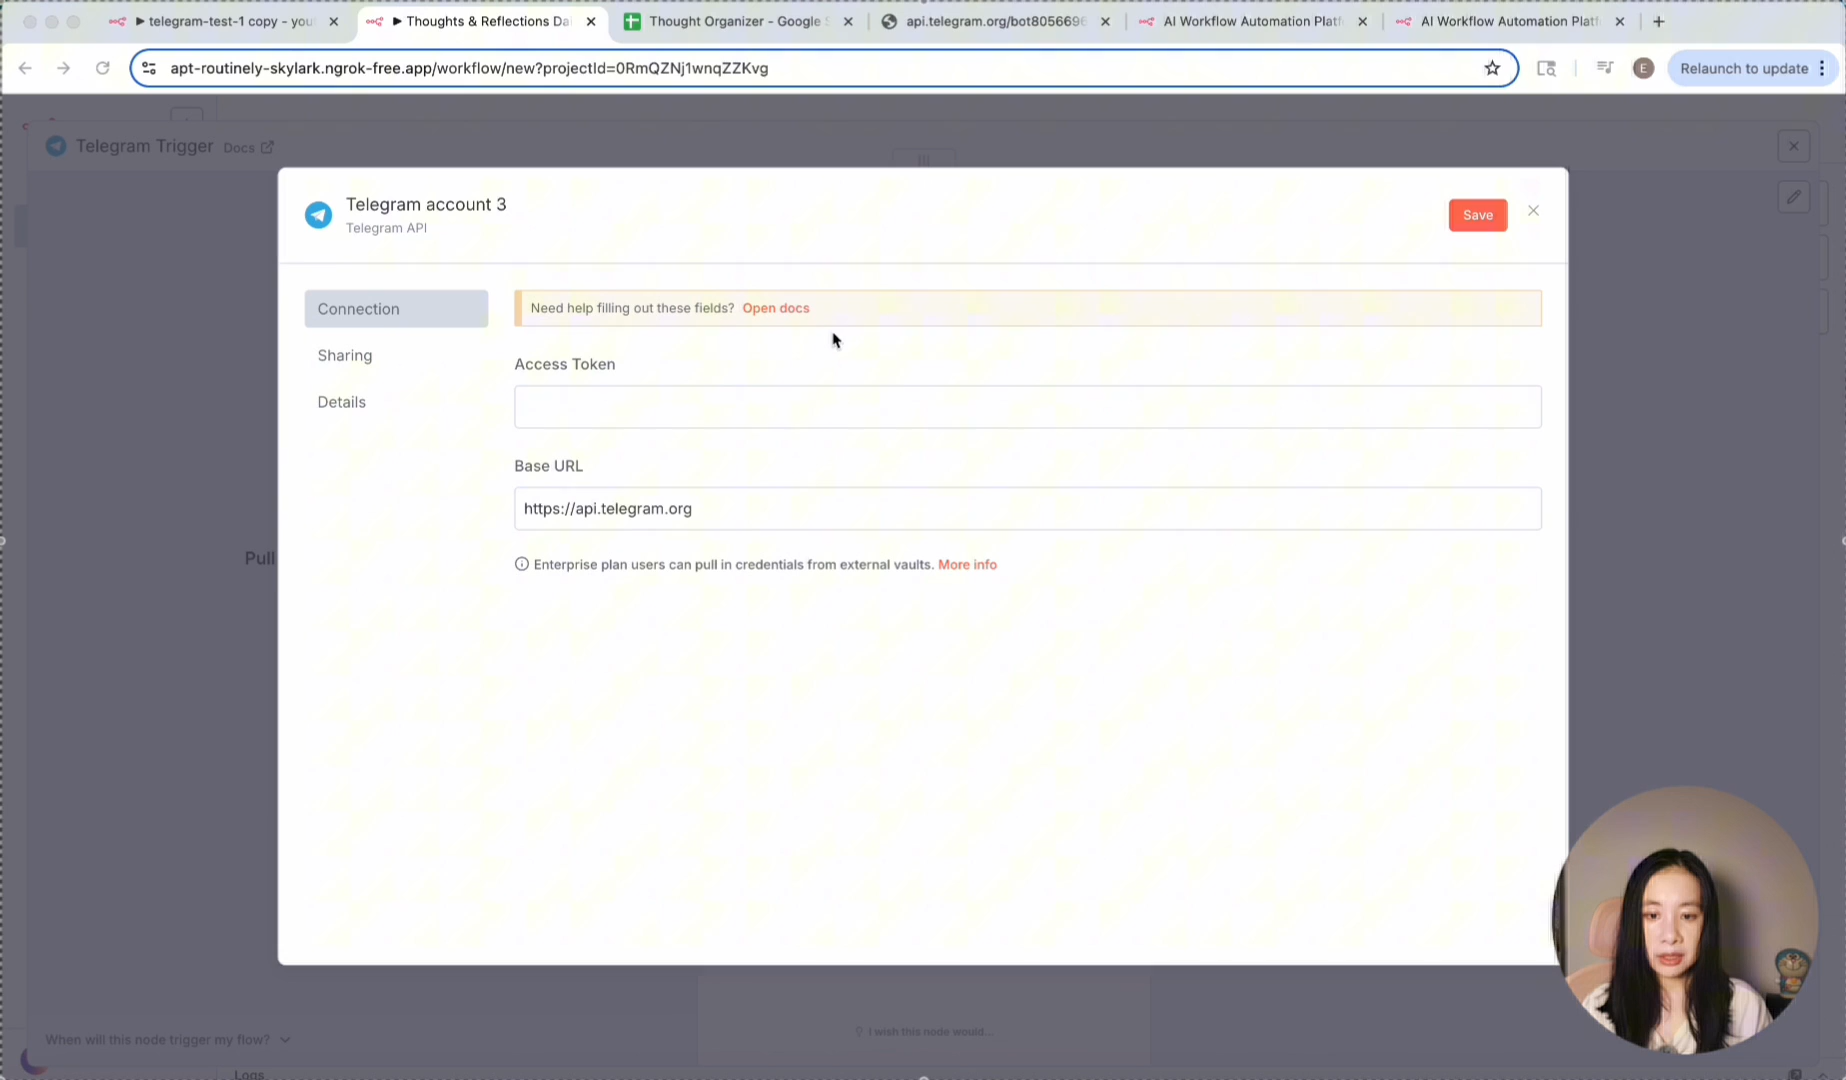 telegram-test-1 copy - you
Thoughts & Reflections Dai
Thought Organizer - Google S
api.telegram.org/bot8056696
AI Workflow Automation Platf
AI Workflow Automation Platf
apt-routinely-skylark.ngrok-free.app/workflow/new?projectId=0RmQZNj1wnqZZKvg
E
Relaunch to update
Telegram Trigger Docs
Telegram account 3
Telegram API
Save
Connection
Need help filling out these fields? Open docs
Sharing
Access Token
Details
Base URL
https://api.telegram.org
Pull
Enterprise plan users can pull in credentials from external vaults. More info
I wish this node would...
When will this node trigger my flow?
Logs